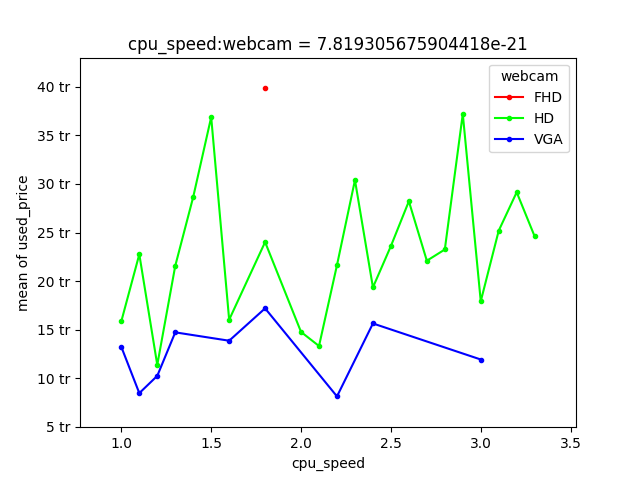 cpu_speed:webcam = 7.819305675904418e-21
webcam
FHD
HD
VGA
mean of used_price
40 tr
35 tr
30 tr
25 tr
20 tr
15 tr
10 tr
5 tr
1.0 1.5 2.0 2.5 3.0 3.5
cpu_speed